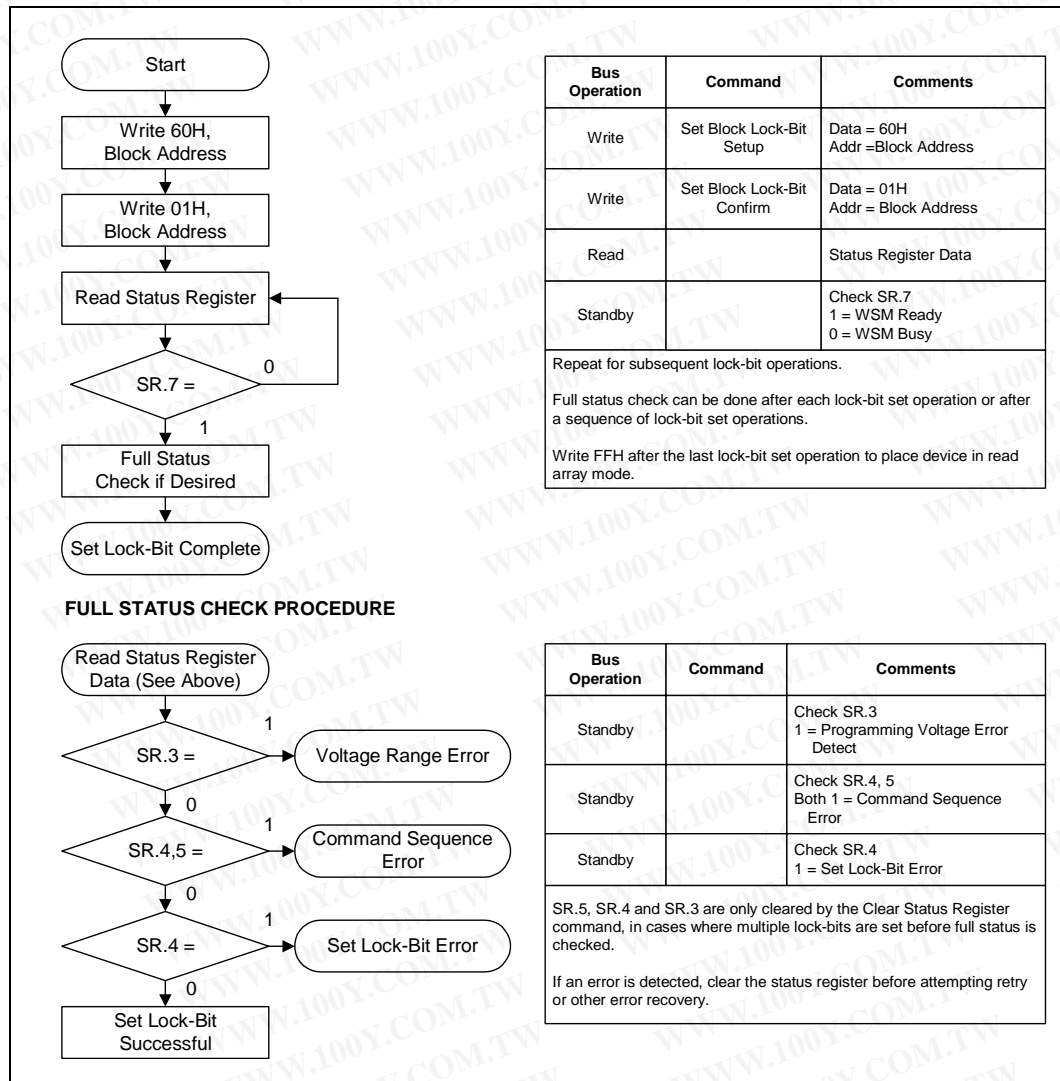 Start
Write 60H,
Block Address
Write 01H,
Block Address
Read Status Register
SR.7 =
0
1
Full Status
Check if Desired
Set Lock-Bit Complete
Bus
Operation
Command
Comments
Write
Set Block Lock-Bit
Setup
Data = 60H
Addr =Block Address
Write
Set Block Lock-Bit
Confirm
Data = 01H
Addr = Block Address
Read
Status Register Data
Standby
Check SR.7
1 = WSM Ready
0 = WSM Busy
Repeat for subsequent lock-bit operations.
Full status check can be done after each lock-bit set operation or after
a sequence of lock-bit set operations.
Write FFH after the last lock-bit set operation to place device in read
array mode.
FULL STATUS CHECK PROCEDURE
Read Status Register
Data (See Above)
SR.3 =
1
Voltage Range Error
0
SR.4,5 =
1
Command Sequence
Error
0
SR.4 =
1
Set Lock-Bit Error
0
Set Lock-Bit
Successful
Bus
Operation
Command
Comments
Standby
Check SR.3
1 = Programming Voltage Error
Detect
Standby
Check SR.4, 5
Both 1 = Command Sequence
Error
Standby
Check SR.4
1 = Set Lock-Bit Error
SR.5, SR.4 and SR.3 are only cleared by the Clear Status Register
command, in cases where multiple lock-bits are set before full status is
checked.
If an error is detected, clear the status register before attempting retry
or other error recovery.
WWW.100Y.COM.TW